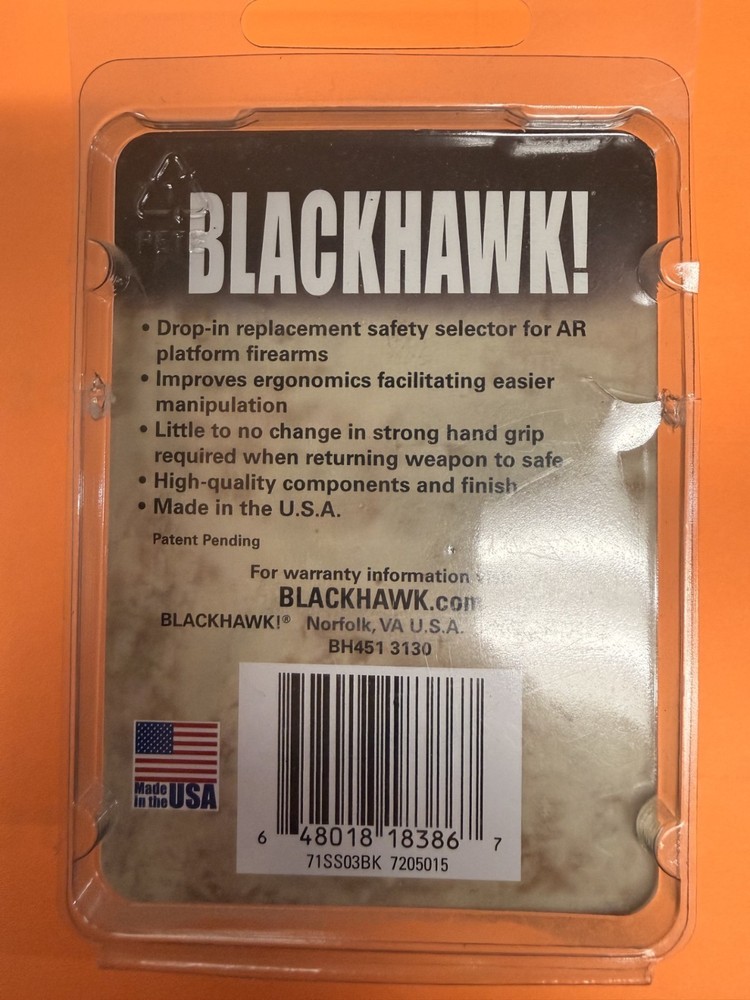 PETE
BLACKHAWK!
• Drop-in replacement safety selector for AR
platform firearms
• Improves ergonomics facilitating easier
manipulation
• Little to no change in strong hand grip
required when returning weapon to safe
• High-quality components and finish
• Made in the U.S.A.
Patent Pending
For warranty information
BLACKHAWK.com
BLACKHAWK!® Norfolk, VA U.S.A.
BH451 3130
Made
in the USA
6 48018 18386 7
71SS03BK 7205015